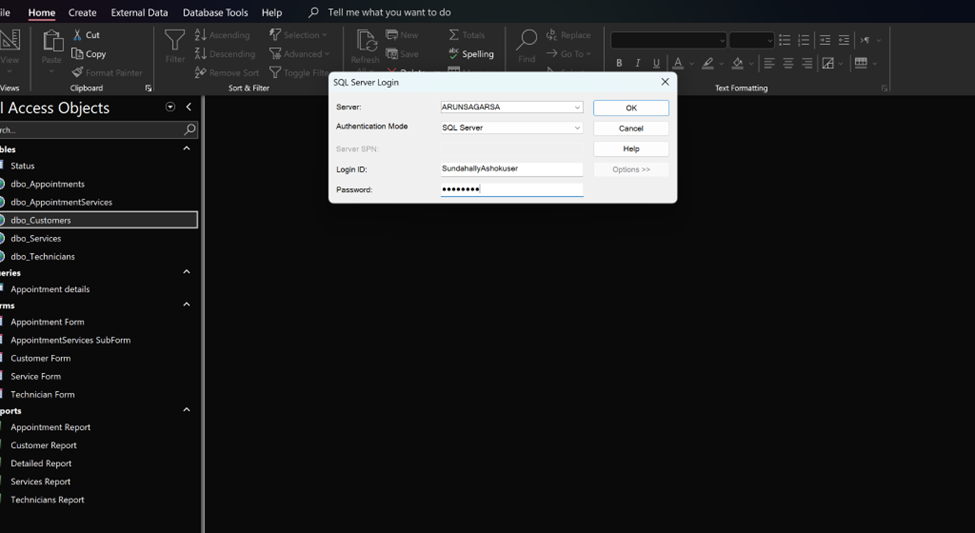 ile Home Create External Data Database Tools Help Tell me what you want to do
View
Views
Paste
Cut
Copy
Format Painter
Clipboard
Filter
Ascending
Descending
Remove Sort
Selection
Advanced
Toggle Filte
Sort & Filter
Refresh
New
Save
Totals
Spelling
Find
Replace
Go To
B I U A
Text Formatting
SQL Server Login
Server: ARUNSAGARSA OK
Authentication Mode SQL Server Cancel
Server SPN: Help
Login ID: SundahallyAshokuser Options >>
Password: ••••••••
l Access Objects
rch...
bles
Status
dbo_Appointments
dbo_AppointmentServices
dbo_Customers
dbo_Services
dbo_Technicians
ueries
Appointment details
rms
Appointment Form
AppointmentServices SubForm
Customer Form
Service Form
Technician Form
ports
Appointment Report
Customer Report
Detailed Report
Services Report
Technicians Report